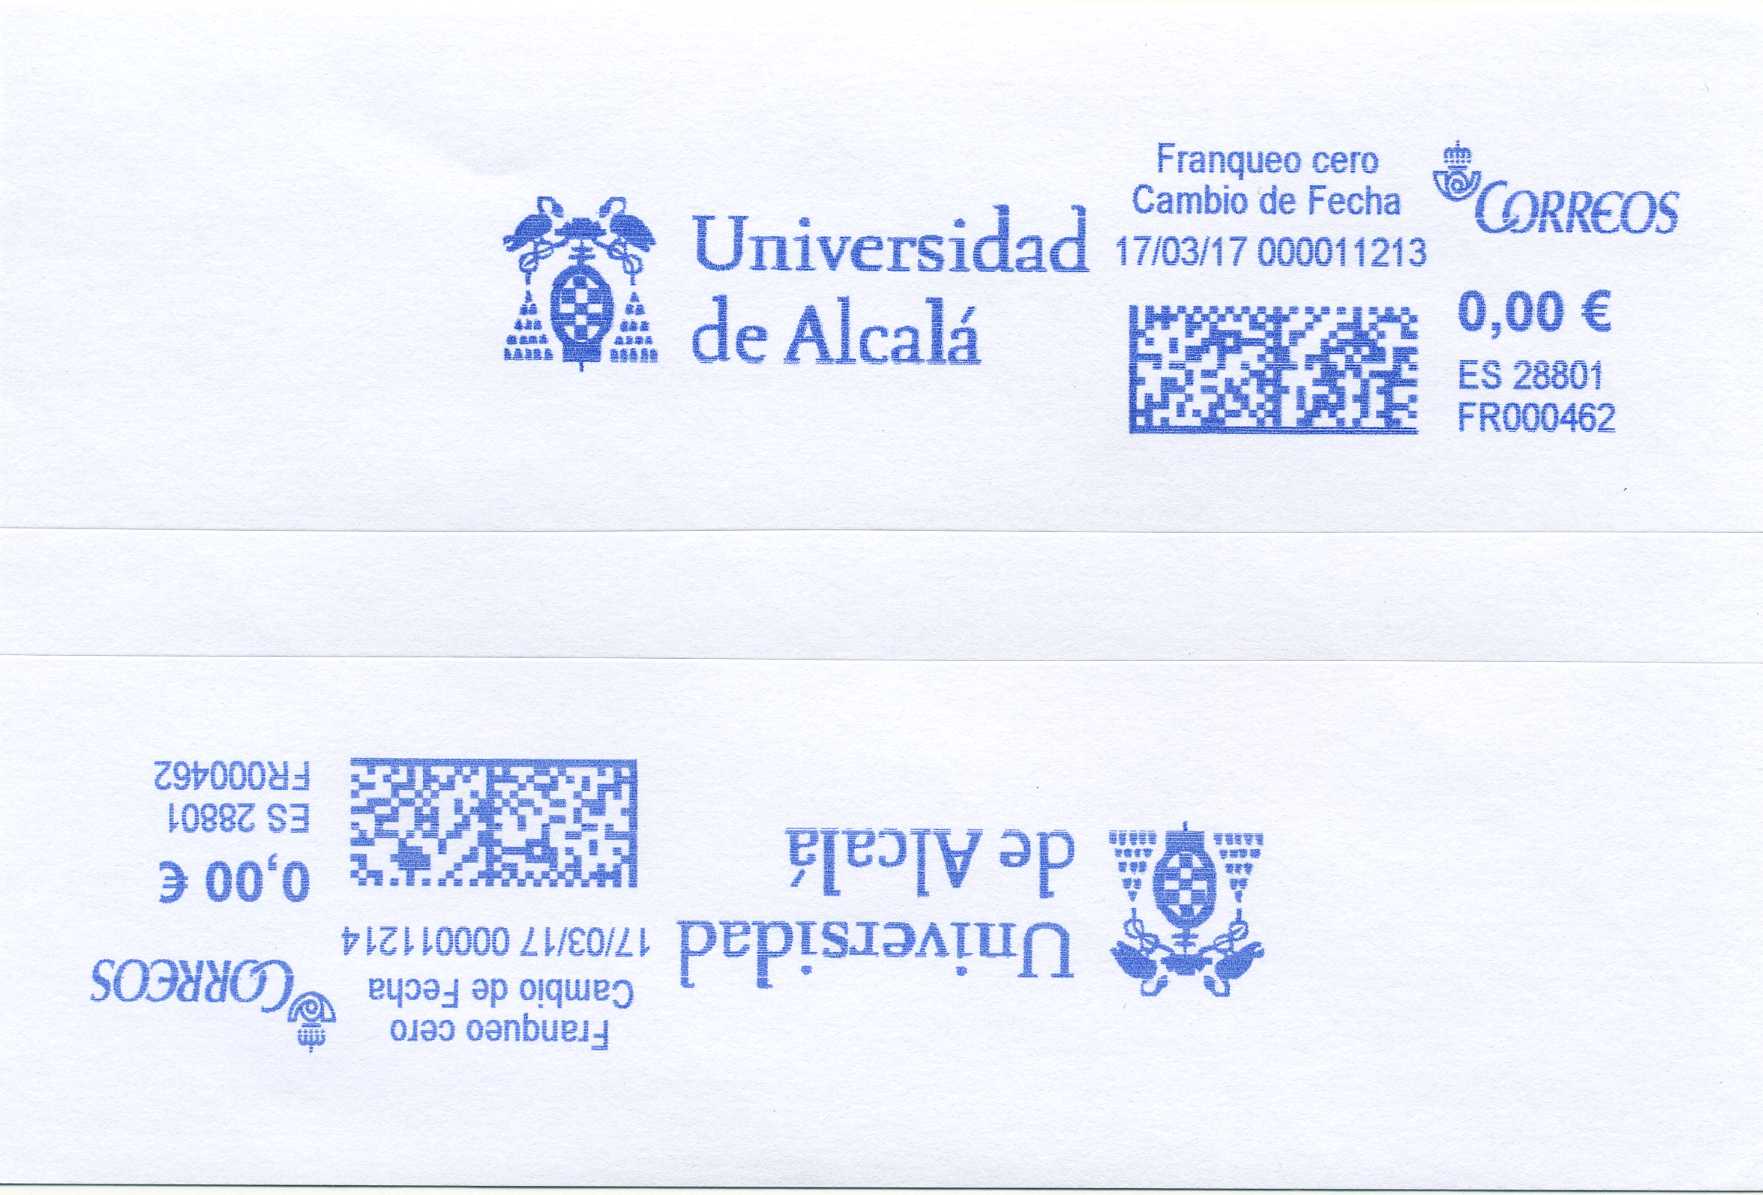 Universidad
de Alcalá
Franqueo cero
Cambio de Fecha
17/03/17 000011213
CORREOS
0,00 €
ES 28801
FR000462
Universidad
de Alcalá
Franqueo cero
Cambio de Fecha
17/03/17 000011214
CORREOS
0,00 €
ES 28801
FR000462